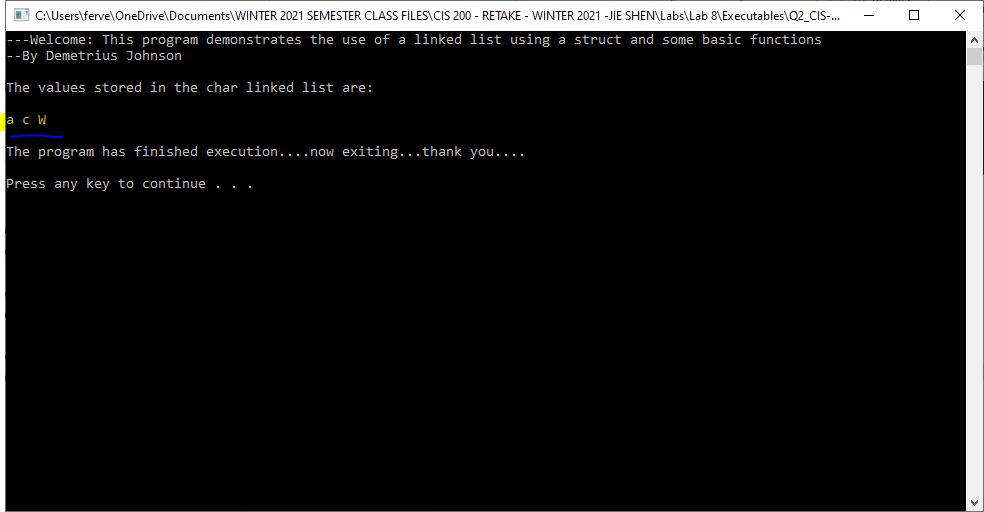 C:\Users\ferve\OneDrive\Documents\WINTER 2021 SEMESTER CLASS FILES\CIS 200 - RETAKE - WINTER 2021 -JIE SHEN\Labs\Lab 8\Executables\Q2_CIS-...
---Welcome: This program demonstrates the use of a linked list using a struct and some basic functions
--By Demetrius Johnson
The values stored in the char linked list are:
a c W
The program has finished execution....now exiting...thank you....
Press any key to continue . . .